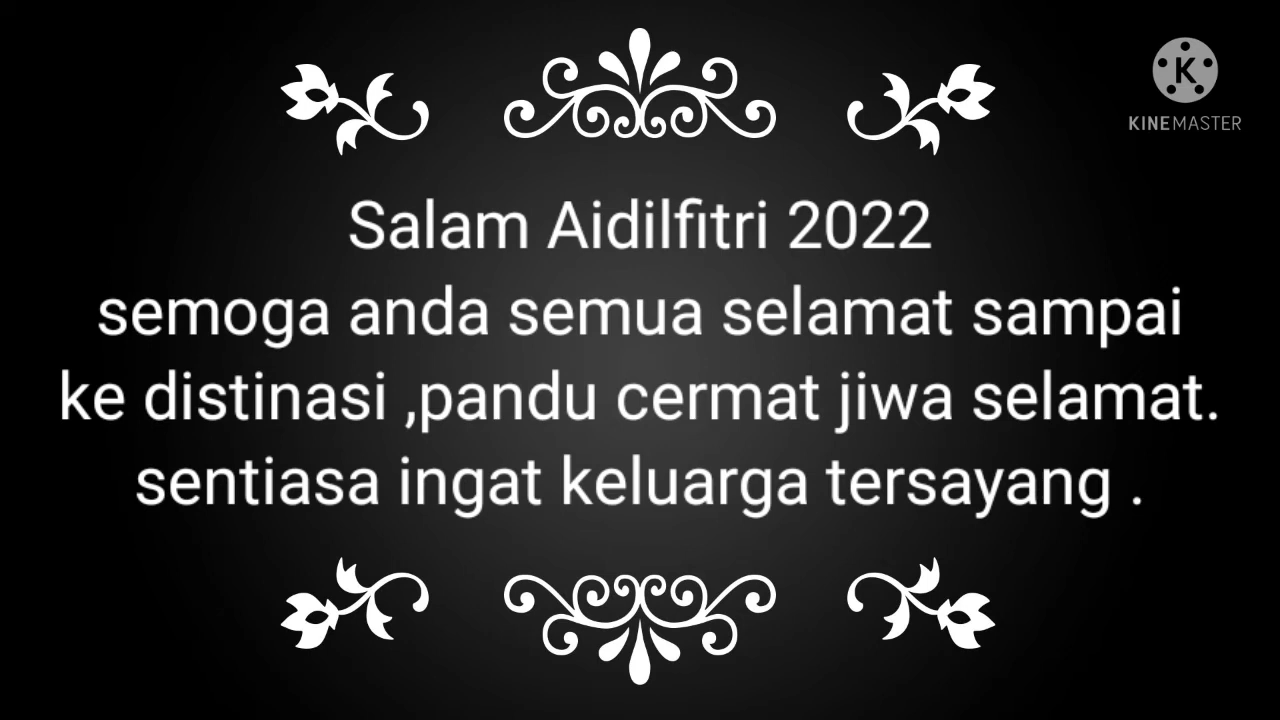 KINEMASTER
Salam Aidilfitri 2022
semoga anda semua selamat sampai
ke distinasi ,pandu cermat jiwa selamat.
sentiasa ingat keluarga tersayang .